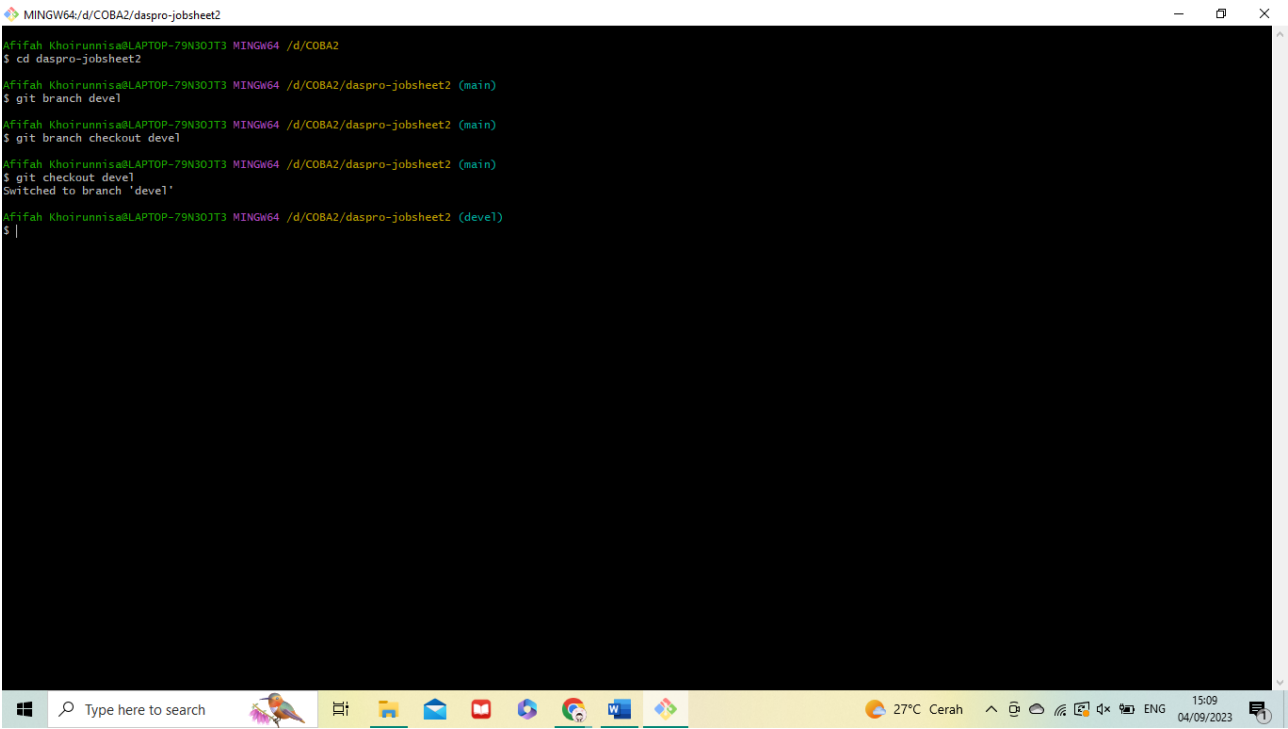 MINGW64:/d/COBA2/daspro-jobsheet2
Afifah Khoirunnisa@LAPTOP-79N3OJT3 MINGW64 /d/COBA2
$ cd daspro-jobsheet2
Afifah Khoirunnisa@LAPTOP-79N3OJT3 MINGW64 /d/COBA2/daspro-jobsheet2 (main)
$ git branch devel
Afifah Khoirunnisa@LAPTOP-79N3OJT3 MINGW64 /d/COBA2/daspro-jobsheet2 (main)
$ git branch checkout devel
Afifah Khoirunnisa@LAPTOP-79N3OJT3 MINGW64 /d/COBA2/daspro-jobsheet2 (main)
$ git checkout devel
Switched to branch 'devel'
Afifah Khoirunnisa@LAPTOP-79N3OJT3 MINGW64 /d/COBA2/daspro-jobsheet2 (devel)
$
Type here to search
27°C Cerah
ENG
15:09
04/09/2023
1